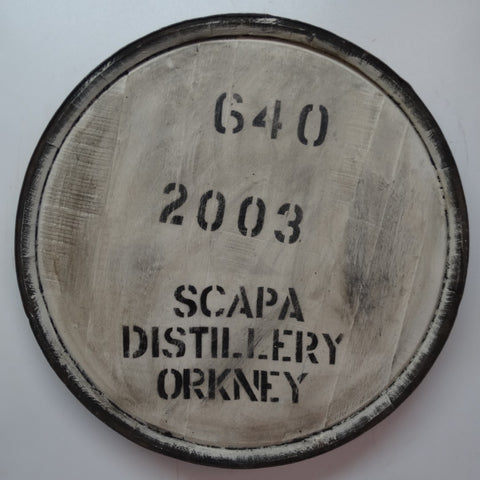 640
2003
SCAPA
DISTILLERY
ORKNEY